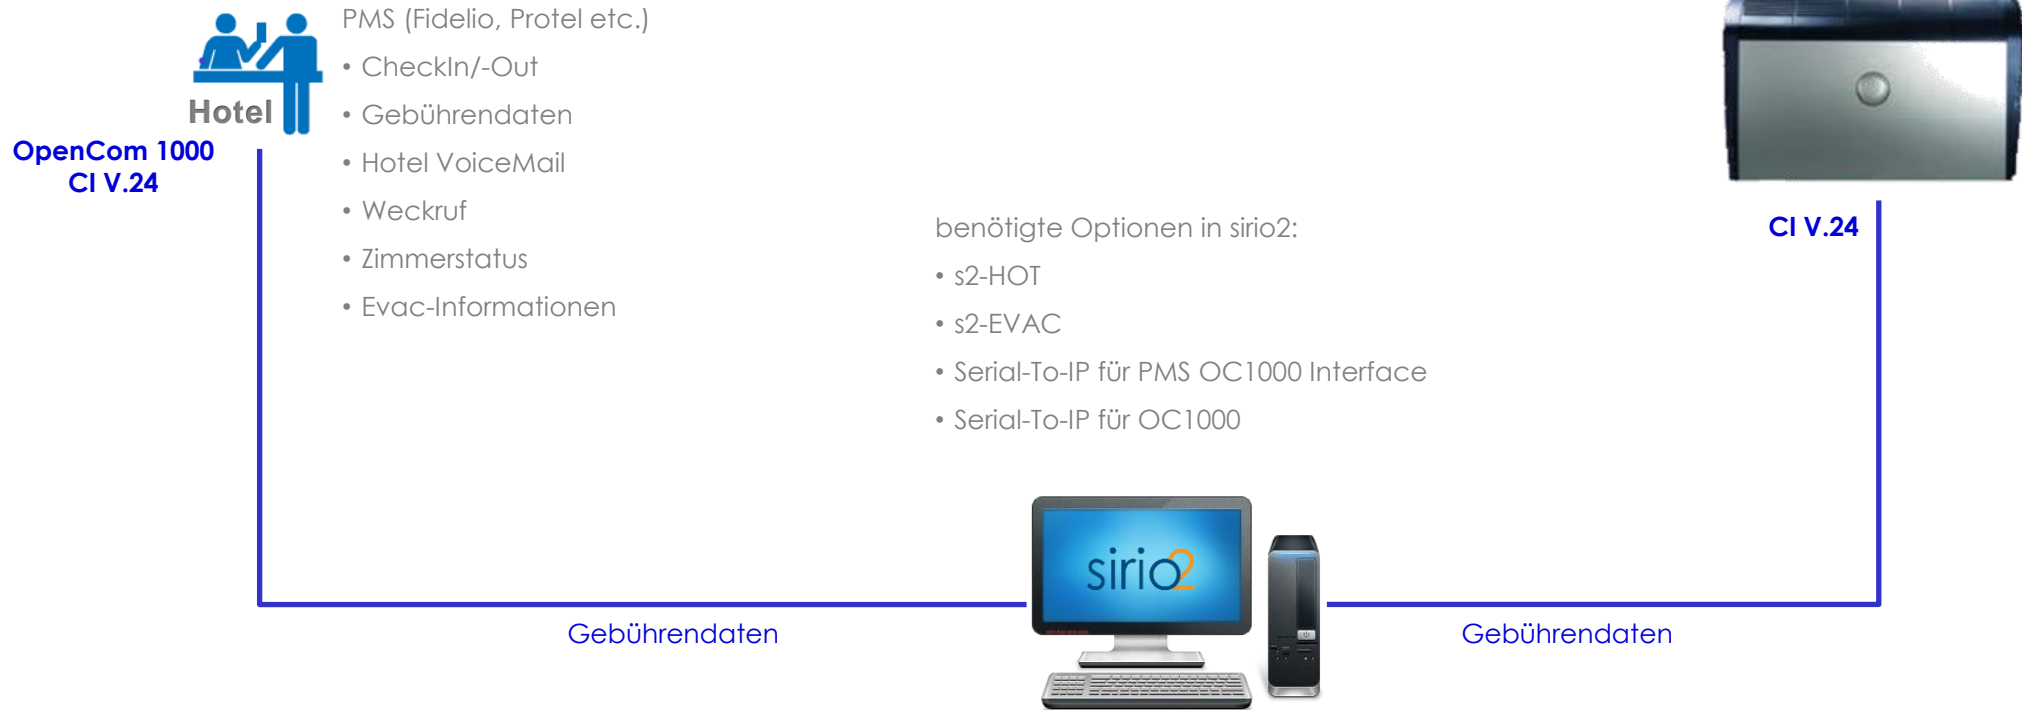 PMS (Fidelio, Protel etc.)
• CheckIn/-Out
• Gebührendaten
• Hotel VoiceMail
• Weckruf
• Zimmerstatus
• Evac-Informationen
Hotel
OpenCom 1000
CI V.24
benötigte Optionen in sirio2:
• s2-HOT
• s2-EVAC
• Serial-To-IP für PMS OC1000 Interface
• Serial-To-IP für OC1000
CI V.24
sirio2
Gebührendaten
Gebührendaten